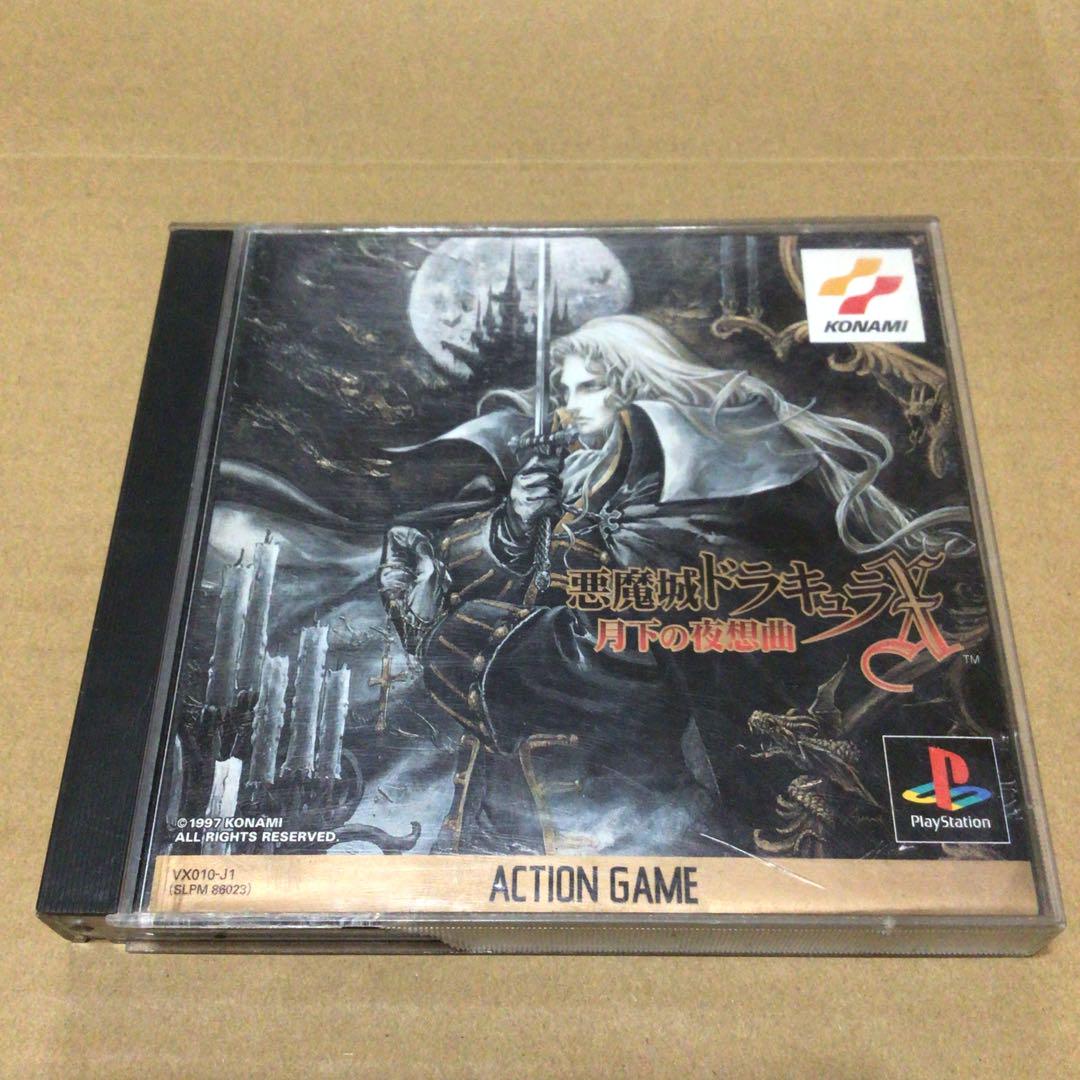 KONAMI
悪魔城ドラキュラX
月下の夜想曲
TM
PlayStation
©1997 KONAMI
ALL RIGHTS RESERVED.
VX010-J1
(SLPM 86023)
ACTION GAME